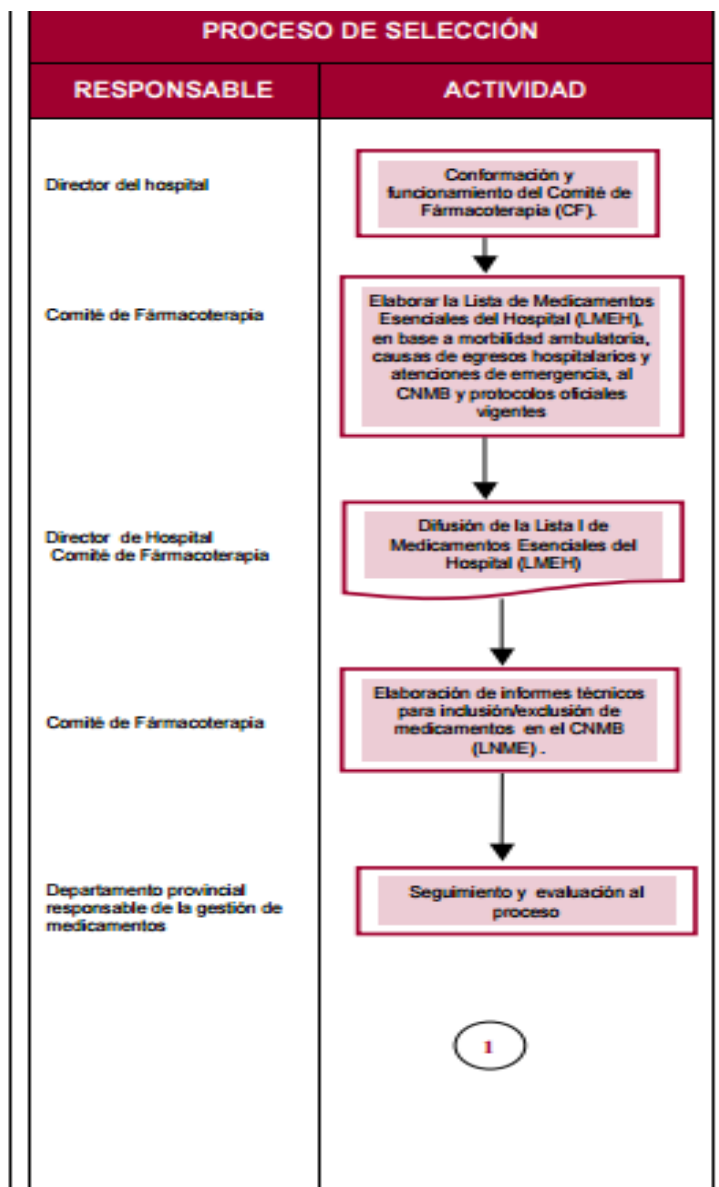 PROCESO DE SELECCIÓN
RESPONSABLE
ACTIVIDAD
Director del hospital
Conformación y
funcionamiento del Comité de
Fármacoterapia (CF).
Comité de Fármacoterapia
Elaborar la Lista de Medicamentos
Esenciales del Hospital (LMEH),
en base a morbilidad ambulatoria,
causas de egresos hospitalarios y
atenciones de emergencia, al
CNMB y protocolos oficiales
vigentes
Director de Hospital
Comité de Fármacoterapia
Difusión de la Lista l de
Medicamentos Esenciales del
Hospital (LMEH)
Comité de Fármacoterapia
Elaboración de informes técnicos
para inclusión/exclusión de
medicamentos en el CNMB
(LNME) .
Departamento provincial
responsable de la gestión de
medicamentos
Seguimiento y evaluación al
proceso
1